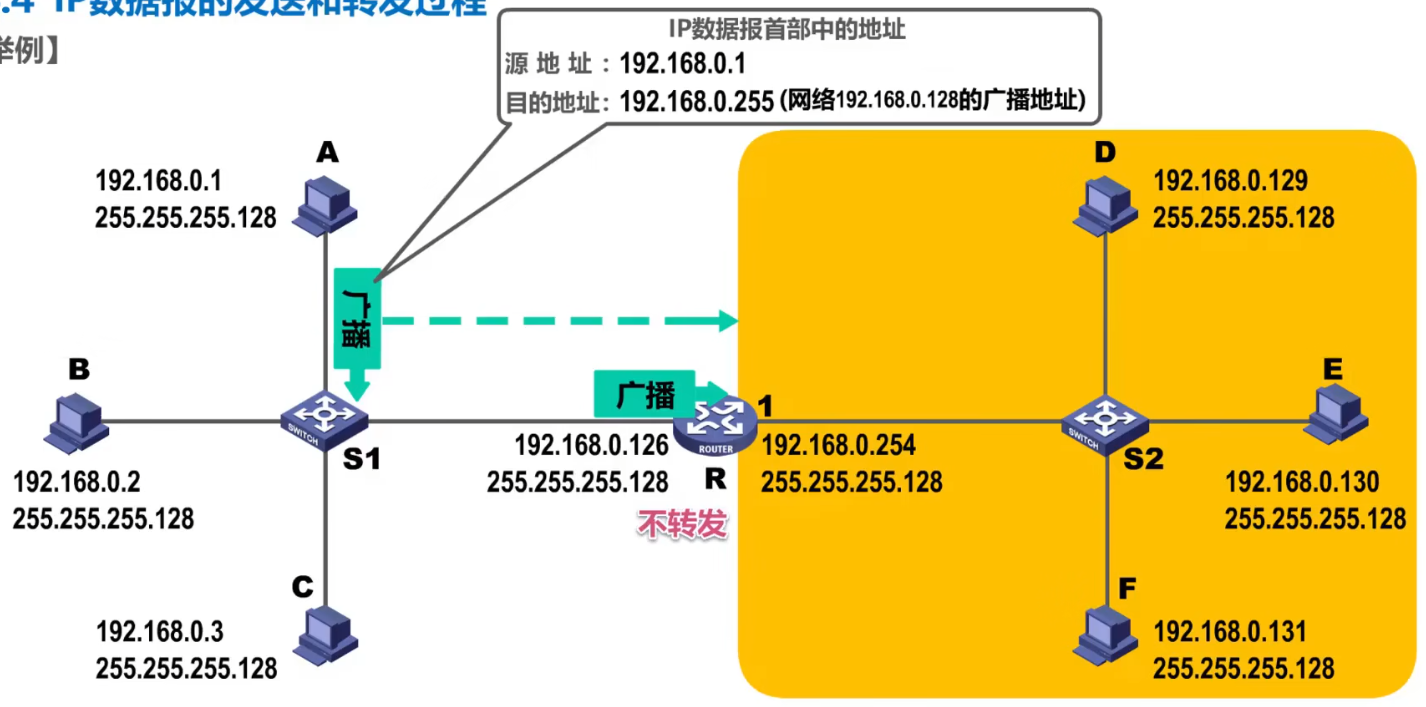 .4 IP数据报的发送和转发过程
举例】
IP数据报首部中的地址
源地址：192.168.0.1
目的地址：192.168.0.255 (网络192.168.0.128的广播地址)
A
192.168.0.1
255.255.255.128
D
192.168.0.129
255.255.255.128
广播
B
192.168.0.2
255.255.255.128
SWITCH
S1
广播
192.168.0.126
255.255.255.128
ROUTER
R
1
192.168.0.254
255.255.255.128
不转发
SWITCH
S2
E
192.168.0.130
255.255.255.128
C
192.168.0.3
255.255.255.128
F
192.168.0.131
255.255.255.128